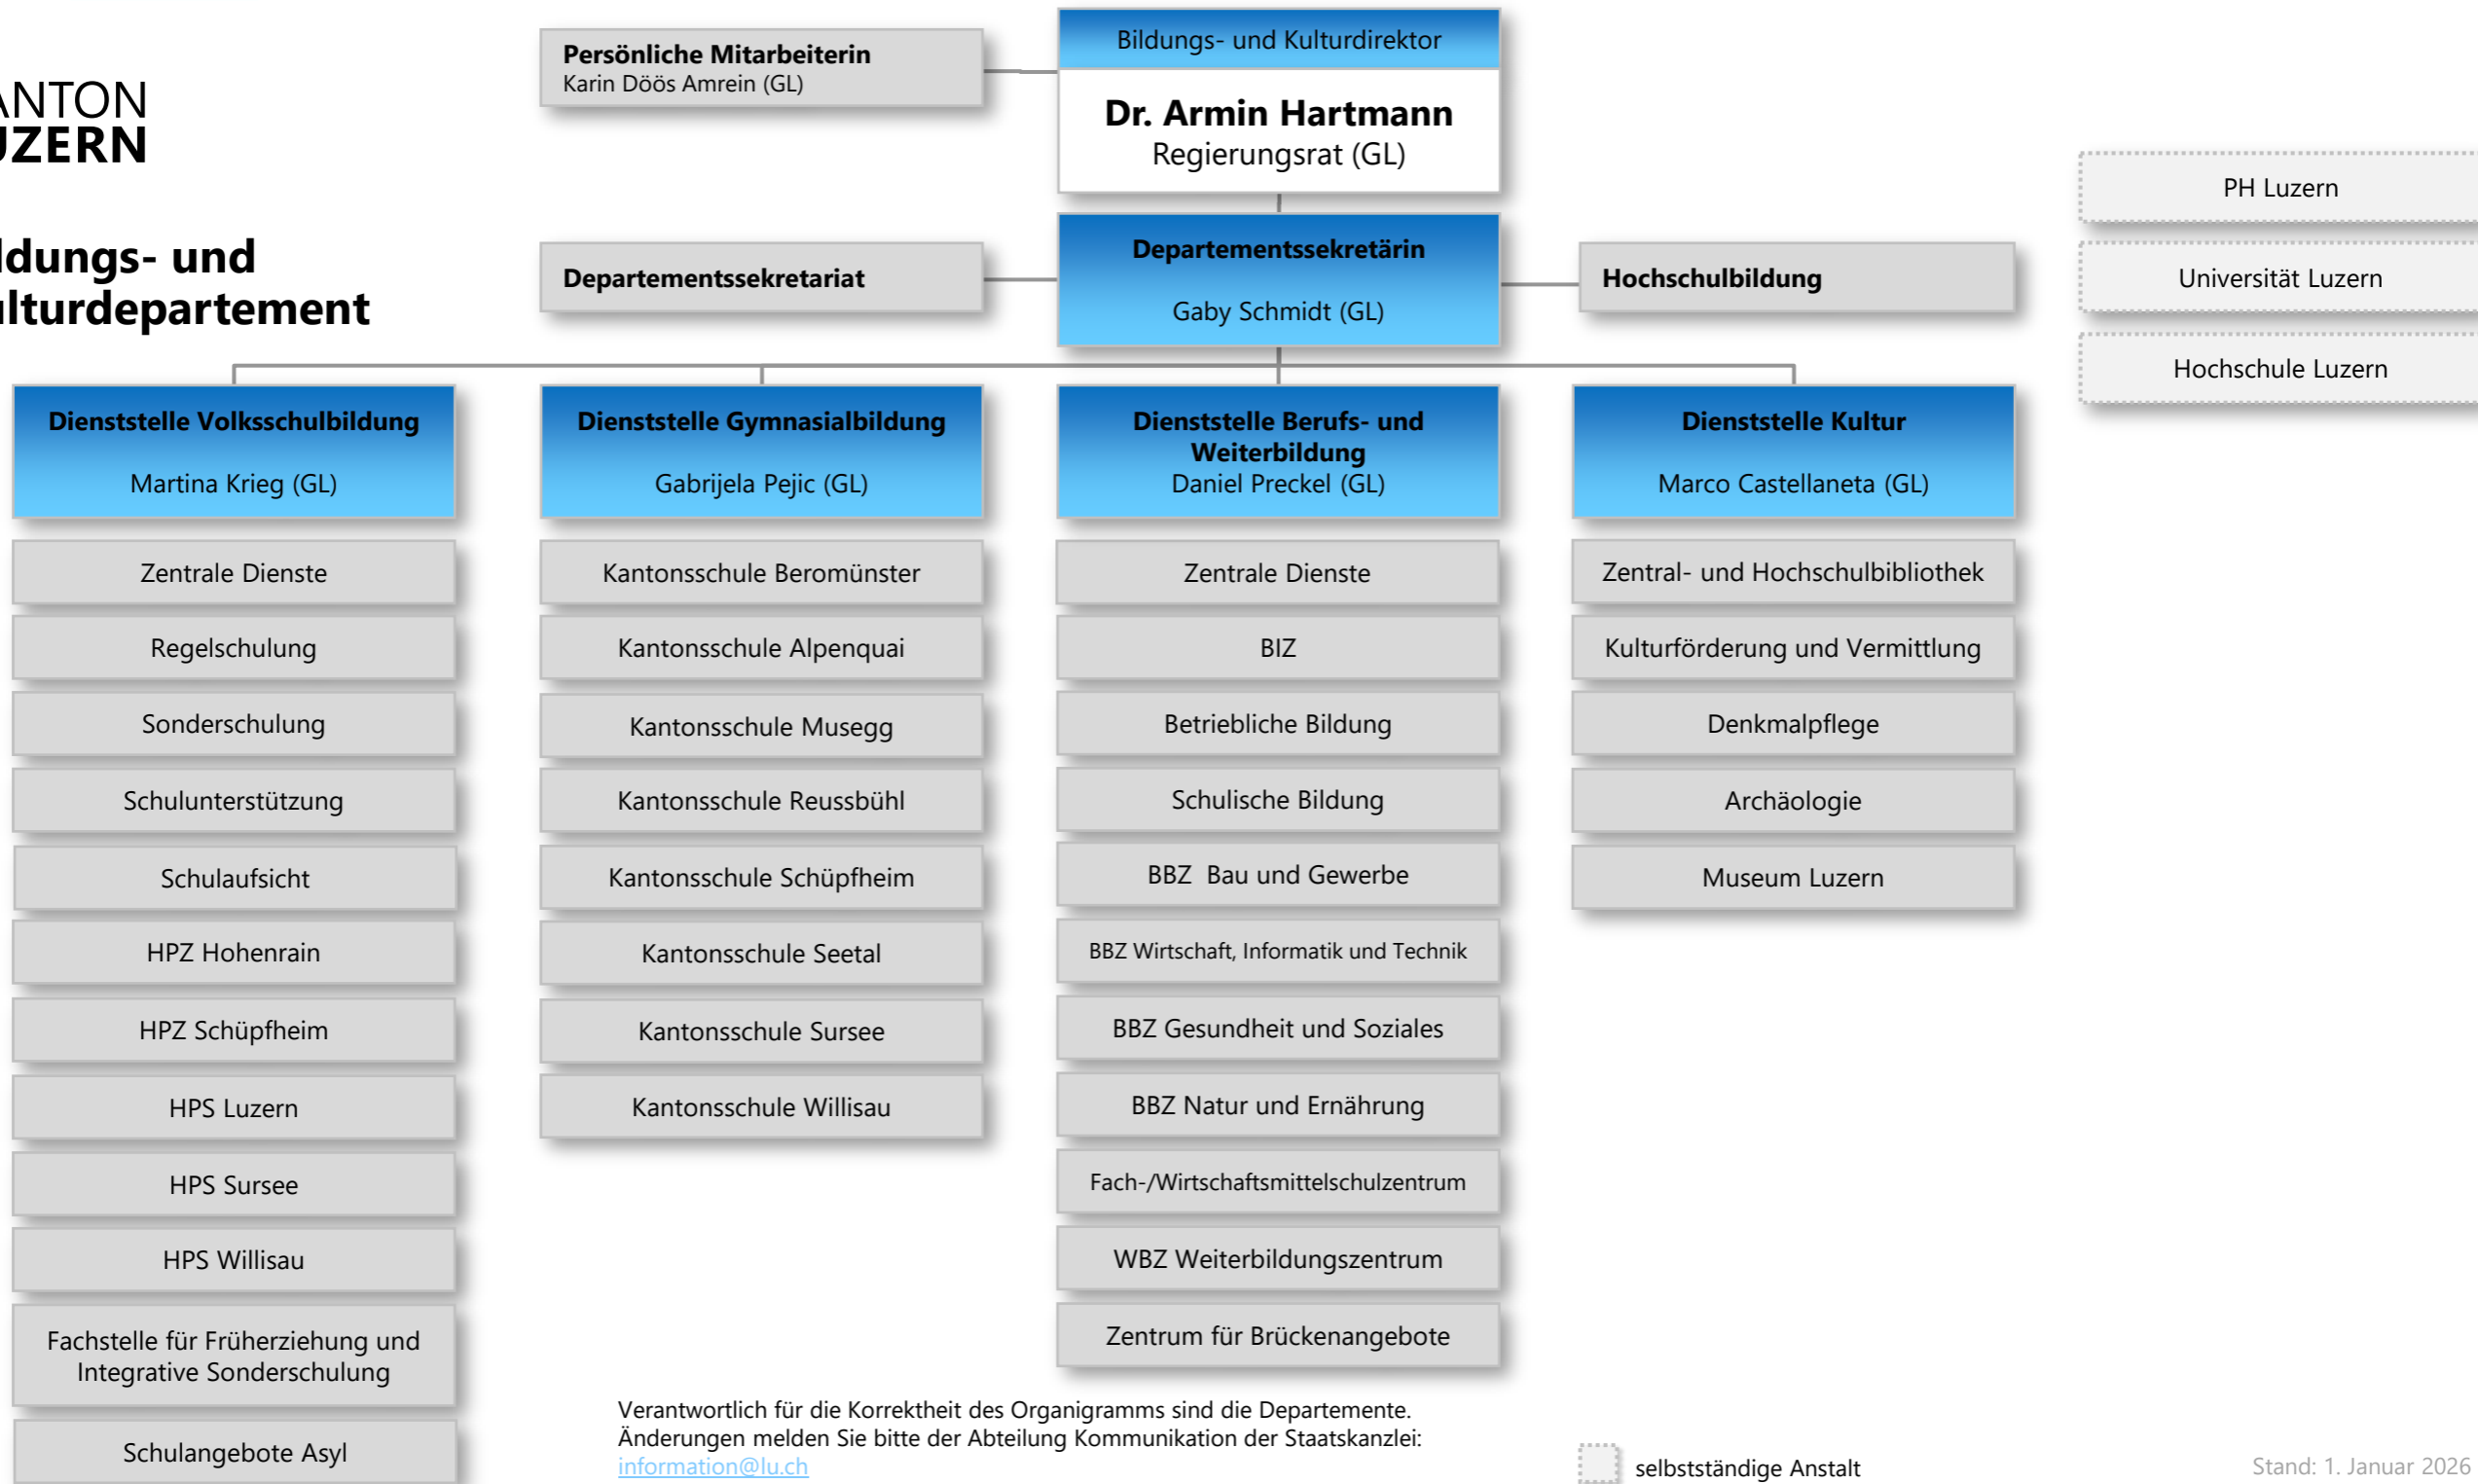 Persönliche Mitarbeiterin
Karin Döös Amrein (GL)
Bildungs- und Kulturdirektor
Dr. Armin Hartmann
Regierungsrat (GL)
ANTON
UZERN
ldungs- und
ulturdepartement
Departementssekretariat
Departementssekretärin
Gaby Schmidt (GL)
Hochschulbildung
PH Luzern
Universität Luzern
Hochschule Luzern
Dienststelle Volksschulbildung
Martina Krieg (GL)
Zentrale Dienste
Regelschulung
Sonderschulung
Schulunterstützung
Schulaufsicht
HPZ Hohenrain
HPZ Schüpfheim
HPS Luzern
HPS Sursee
HPS Willisau
Fachstelle für Früherziehung und
Integrative Sonderschulung
Schulangebote Asyl
Dienststelle Gymnasialbildung
Gabrijela Pejic (GL)
Kantonsschule Beromünster
Kantonsschule Alpenquai
Kantonsschule Musegg
Kantonsschule Reussbühl
Kantonsschule Schüpfheim
Kantonsschule Seetal
Kantonsschule Sursee
Kantonsschule Willisau
Dienststelle Berufs- und
Weiterbildung
Daniel Preckel (GL)
Zentrale Dienste
BIZ
Betriebliche Bildung
Schulische Bildung
BBZ Bau und Gewerbe
BBZ Wirtschaft, Informatik und Technik
BBZ Gesundheit und Soziales
BBZ Natur und Ernährung
Fach-/Wirtschaftsmittelschulzentrum
WBZ Weiterbildungszentrum
Zentrum für Brückenangebote
Dienststelle Kultur
Marco Castellaneta (GL)
Zentral- und Hochschulbibliothek
Kulturförderung und Vermittlung
Denkmalpflege
Archäologie
Museum Luzern
Verantwortlich für die Korrektheit des Organigramms sind die Departemente.
Änderungen melden Sie bitte der Abteilung Kommunikation der Staatskanzlei:
information@lu.ch
selbstständige Anstalt
Stand: 1. Januar 2026